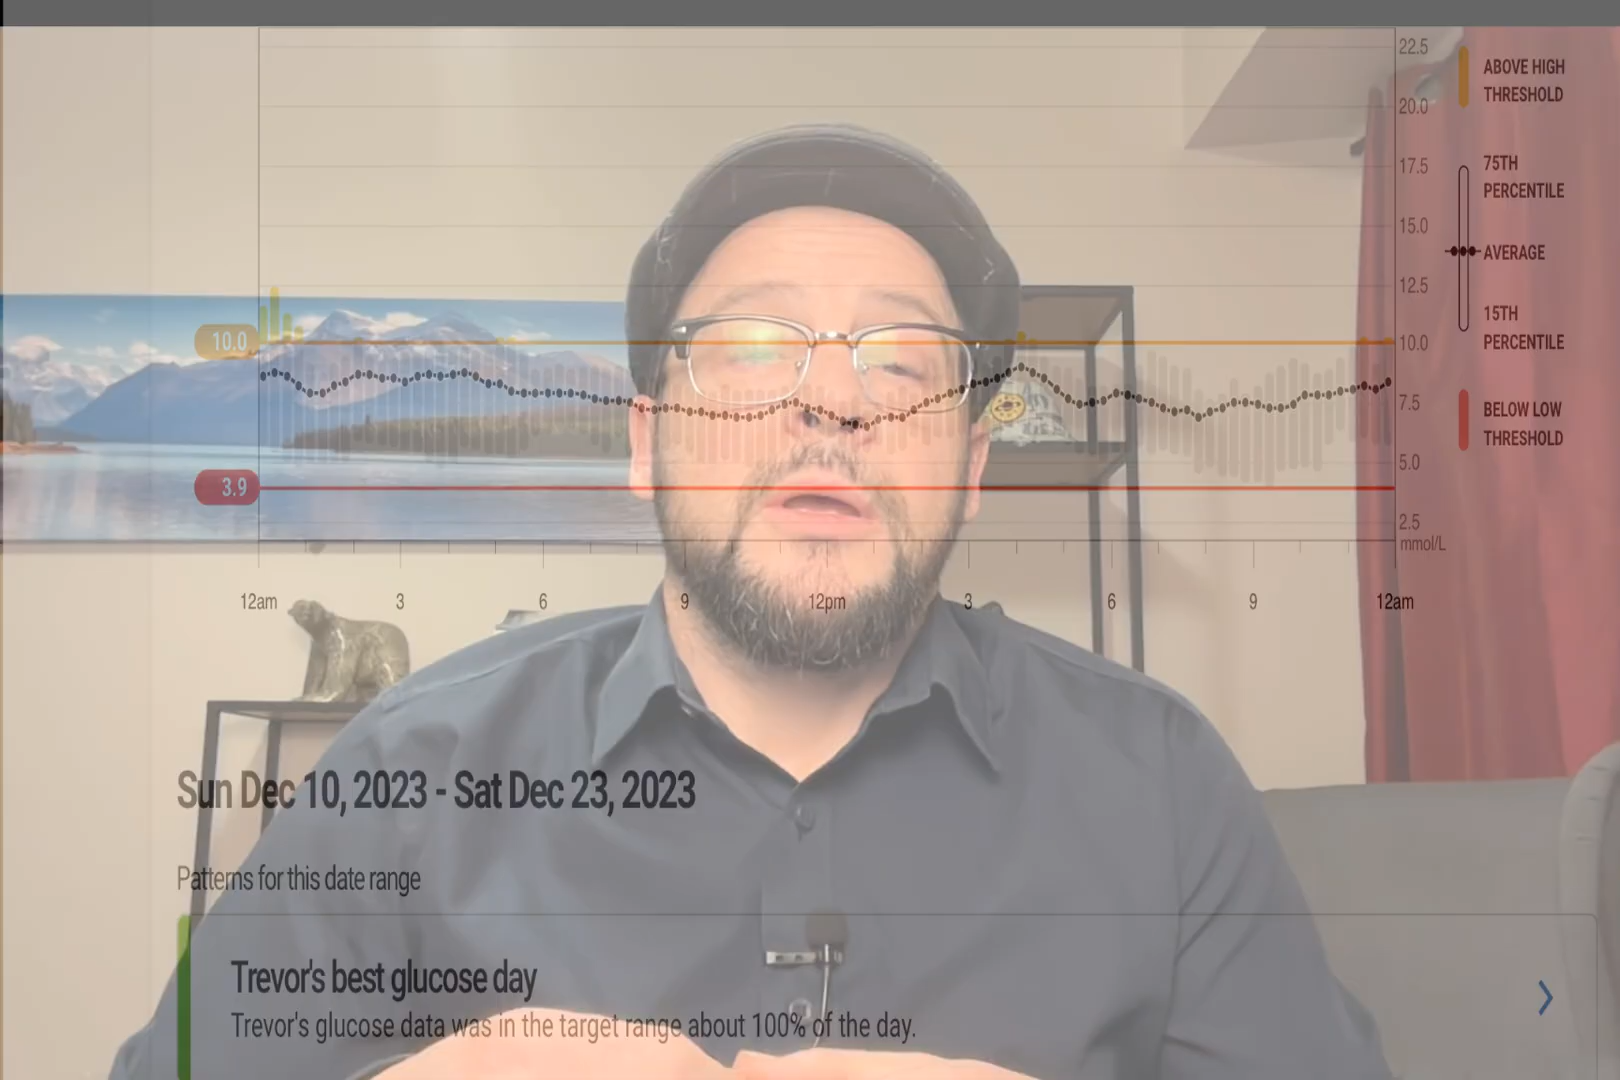 22.5
20.0
17.5
15.0
12.5
10.0
7.5
5.0
2.5
mmol/L
10.0
3.9
12am 3 6 9 12pm 3 6 9 12am
ABOVE HIGH
THRESHOLD
75TH
PERCENTILE
AVERAGE
15TH
PERCENTILE
BELOW LOW
THRESHOLD
Sun Dec 10, 2023 - Sat Dec 23, 2023
Patterns for this date range
Trevor's best glucose day
Trevor's glucose data was in the target range about 100% of the day.